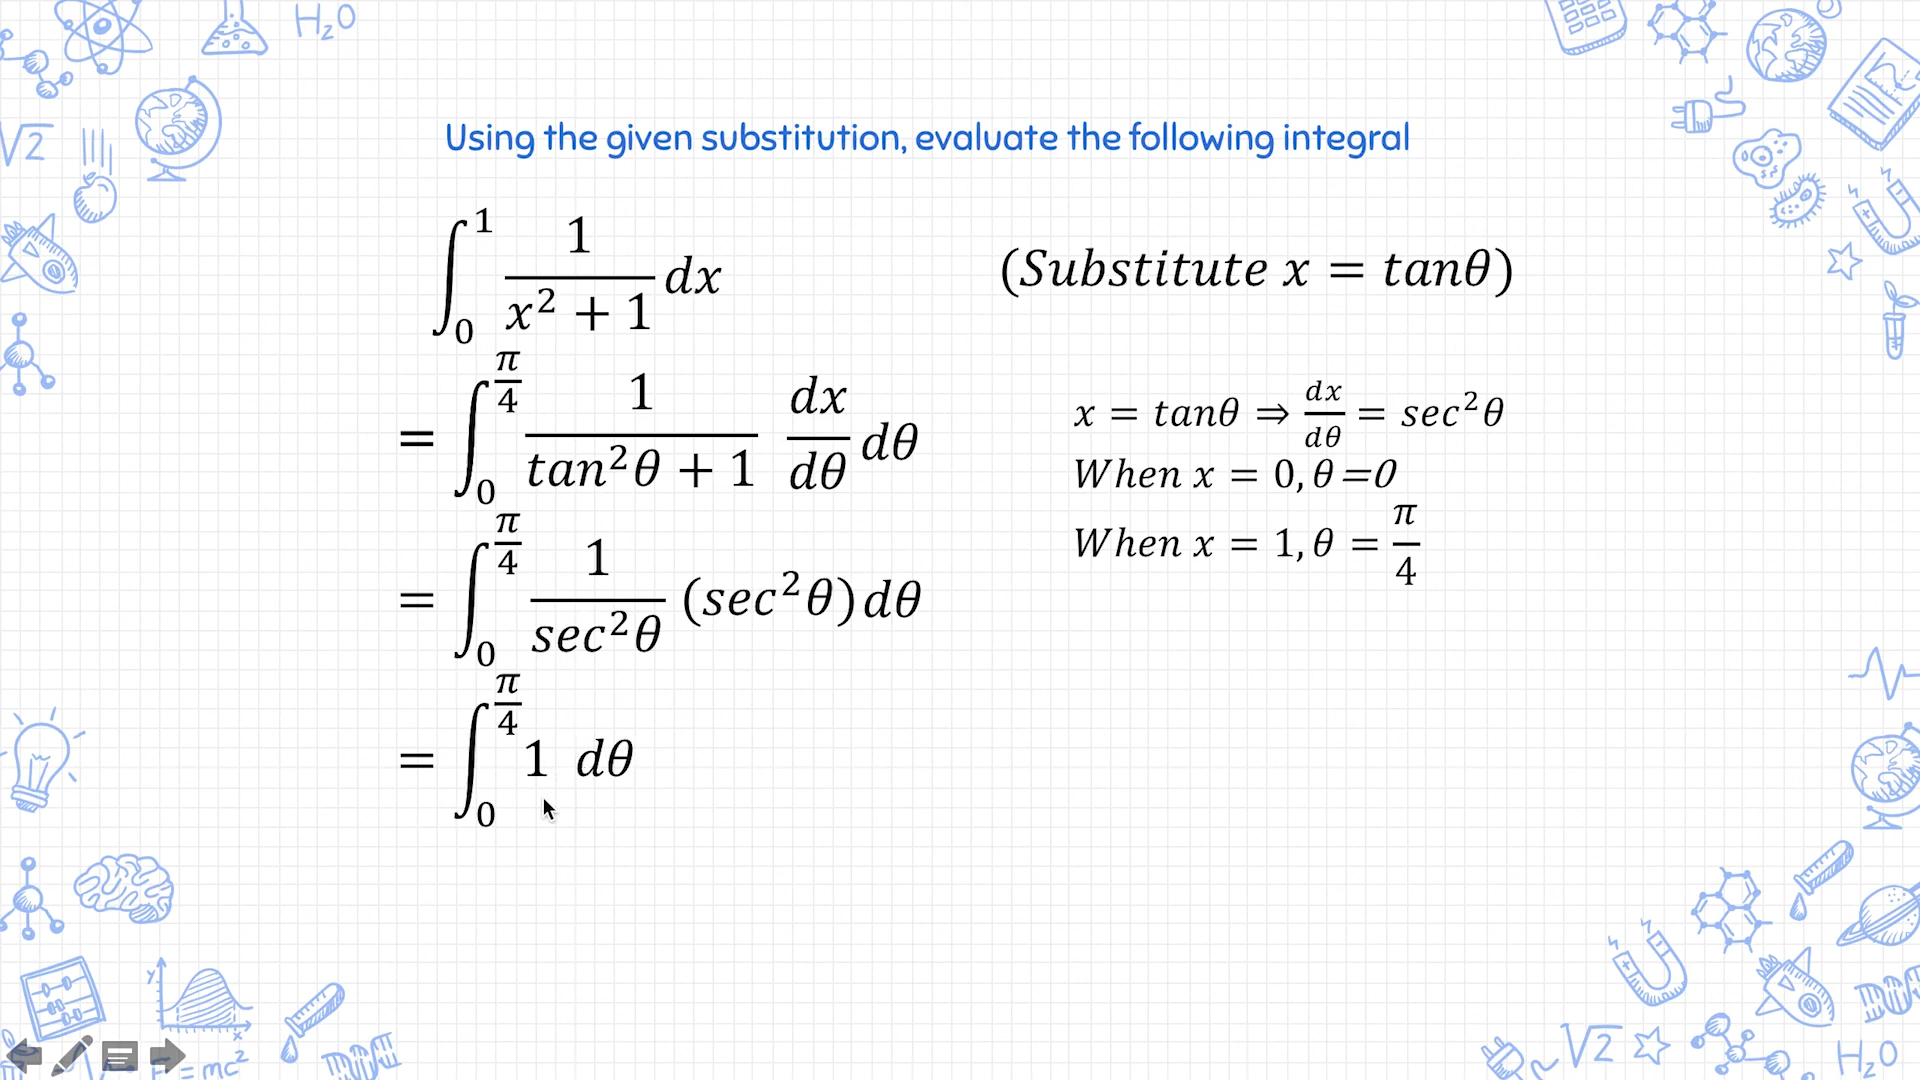 H₂O
√2
Using the given substitution, evaluate the following integral
∫₀¹ 1/(x² + 1) dx
(Substitute x = tanθ)
= ∫₀^(π/4) 1/(tan²θ + 1) dx/dθ dθ
x = tanθ ⇒ dx/dθ = sec²θ
When x = 0, θ =0
When x = 1, θ = π/4
= ∫₀^(π/4) 1/sec²θ (sec²θ)dθ
= ∫₀^(π/4) 1 dθ
y
x
E = mc²
√2
H₂O